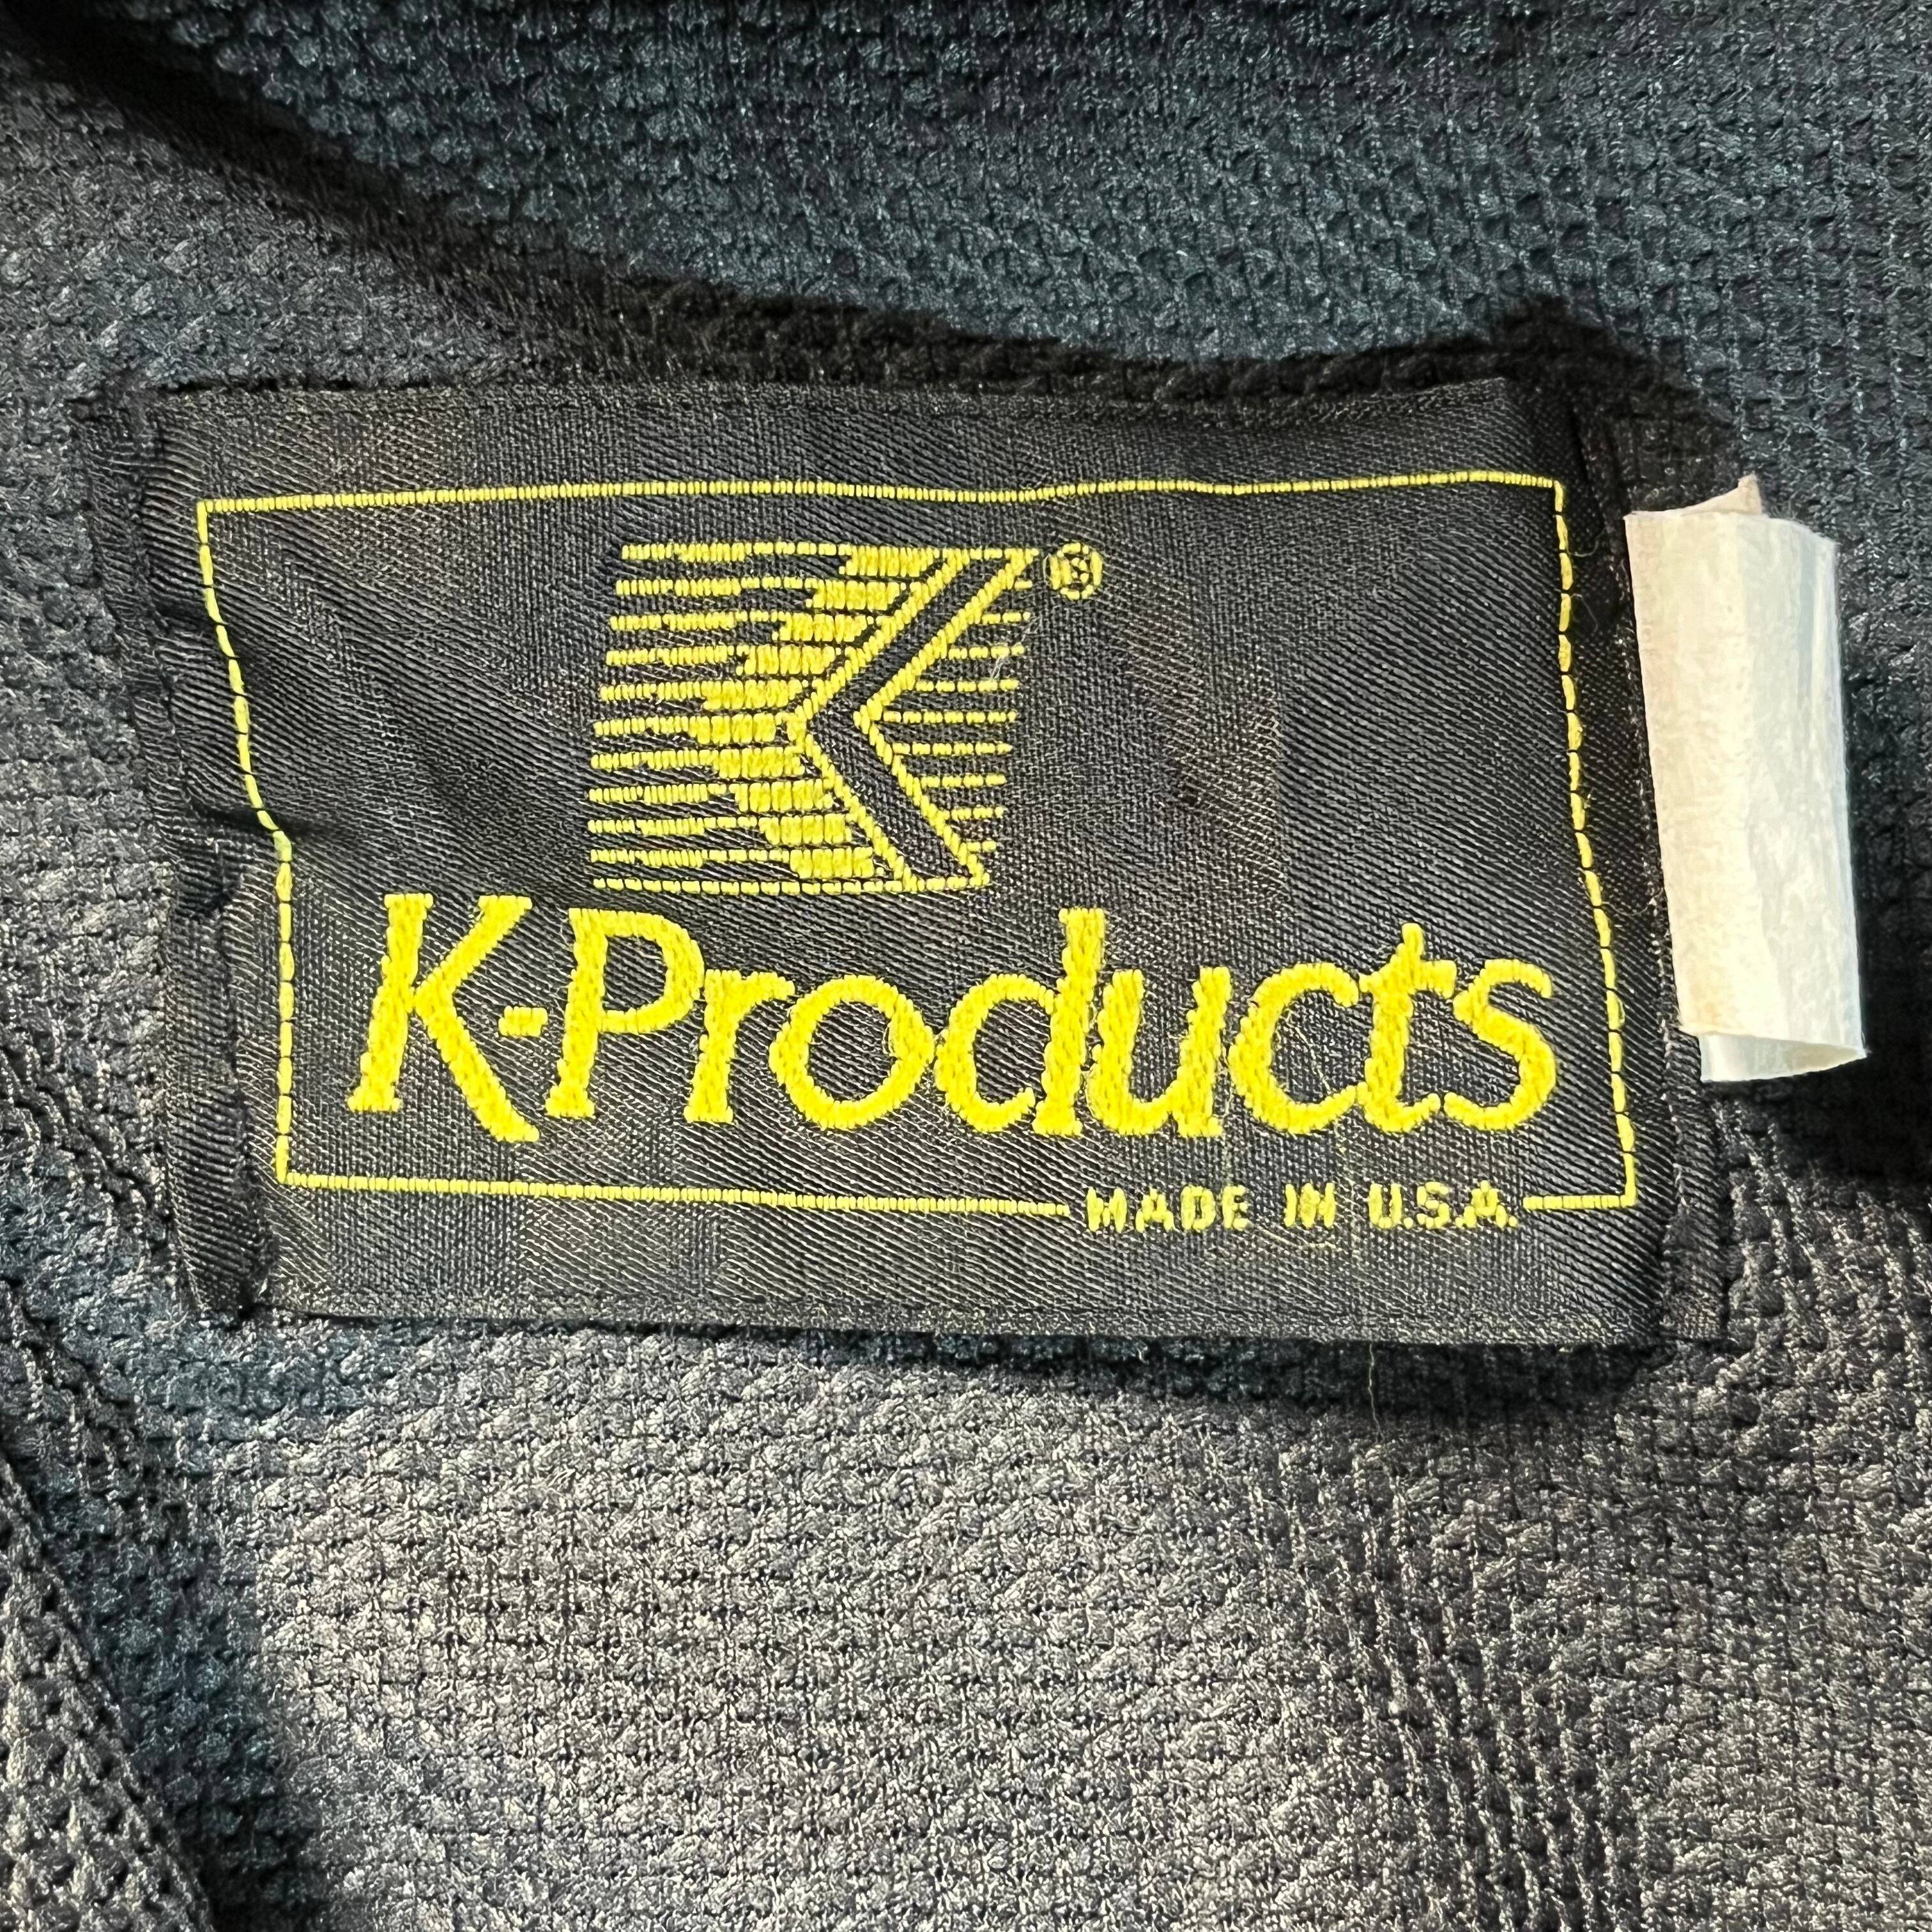 ®
K-Products
MADE IN U.S.A.